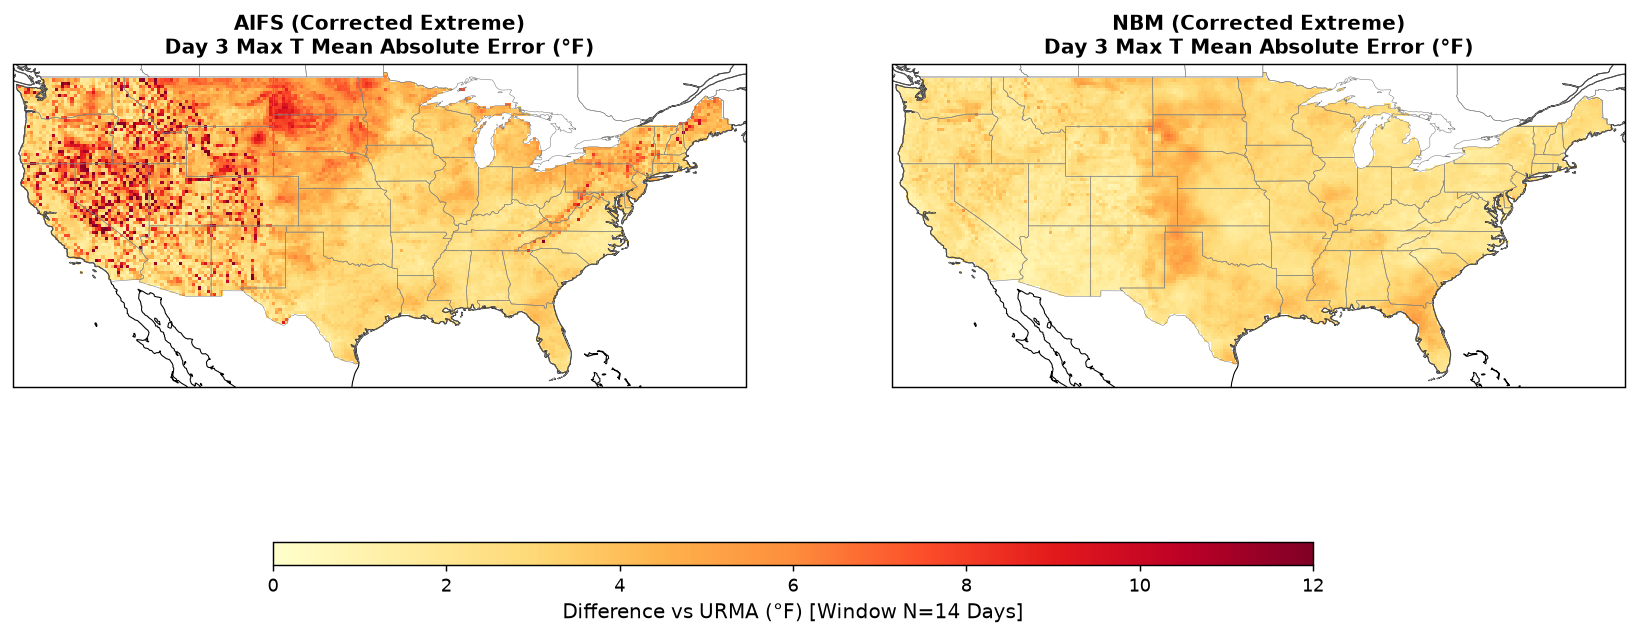 AIFS (Corrected Extreme)
Day 3 Max T Mean Absolute Error (°F)
NBM (Corrected Extreme)
Day 3 Max T Mean Absolute Error (°F)
0 2 4 6 8 10 12
Difference vs URMA (°F) [Window N=14 Days]